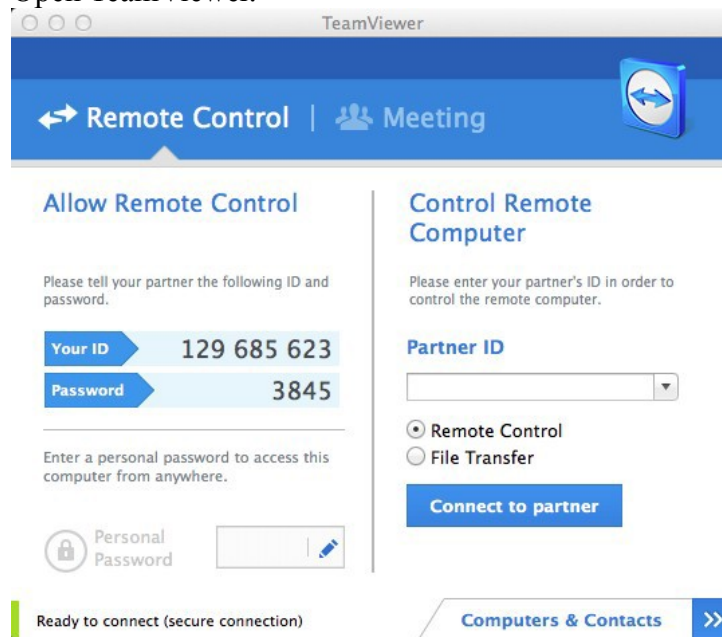 Open TeamViewer.
TeamViewer
Remote Control | Meeting
Allow Remote Control
Please tell your partner the following ID and
password.
Your ID 129 685 623
Password 3845
Enter a personal password to access this
computer from anywhere.
Personal
Password
Control Remote
Computer
Please enter your partner's ID in order to
control the remote computer.
Partner ID
Remote Control
File Transfer
Connect to partner
Ready to connect (secure connection)
Computers & Contacts